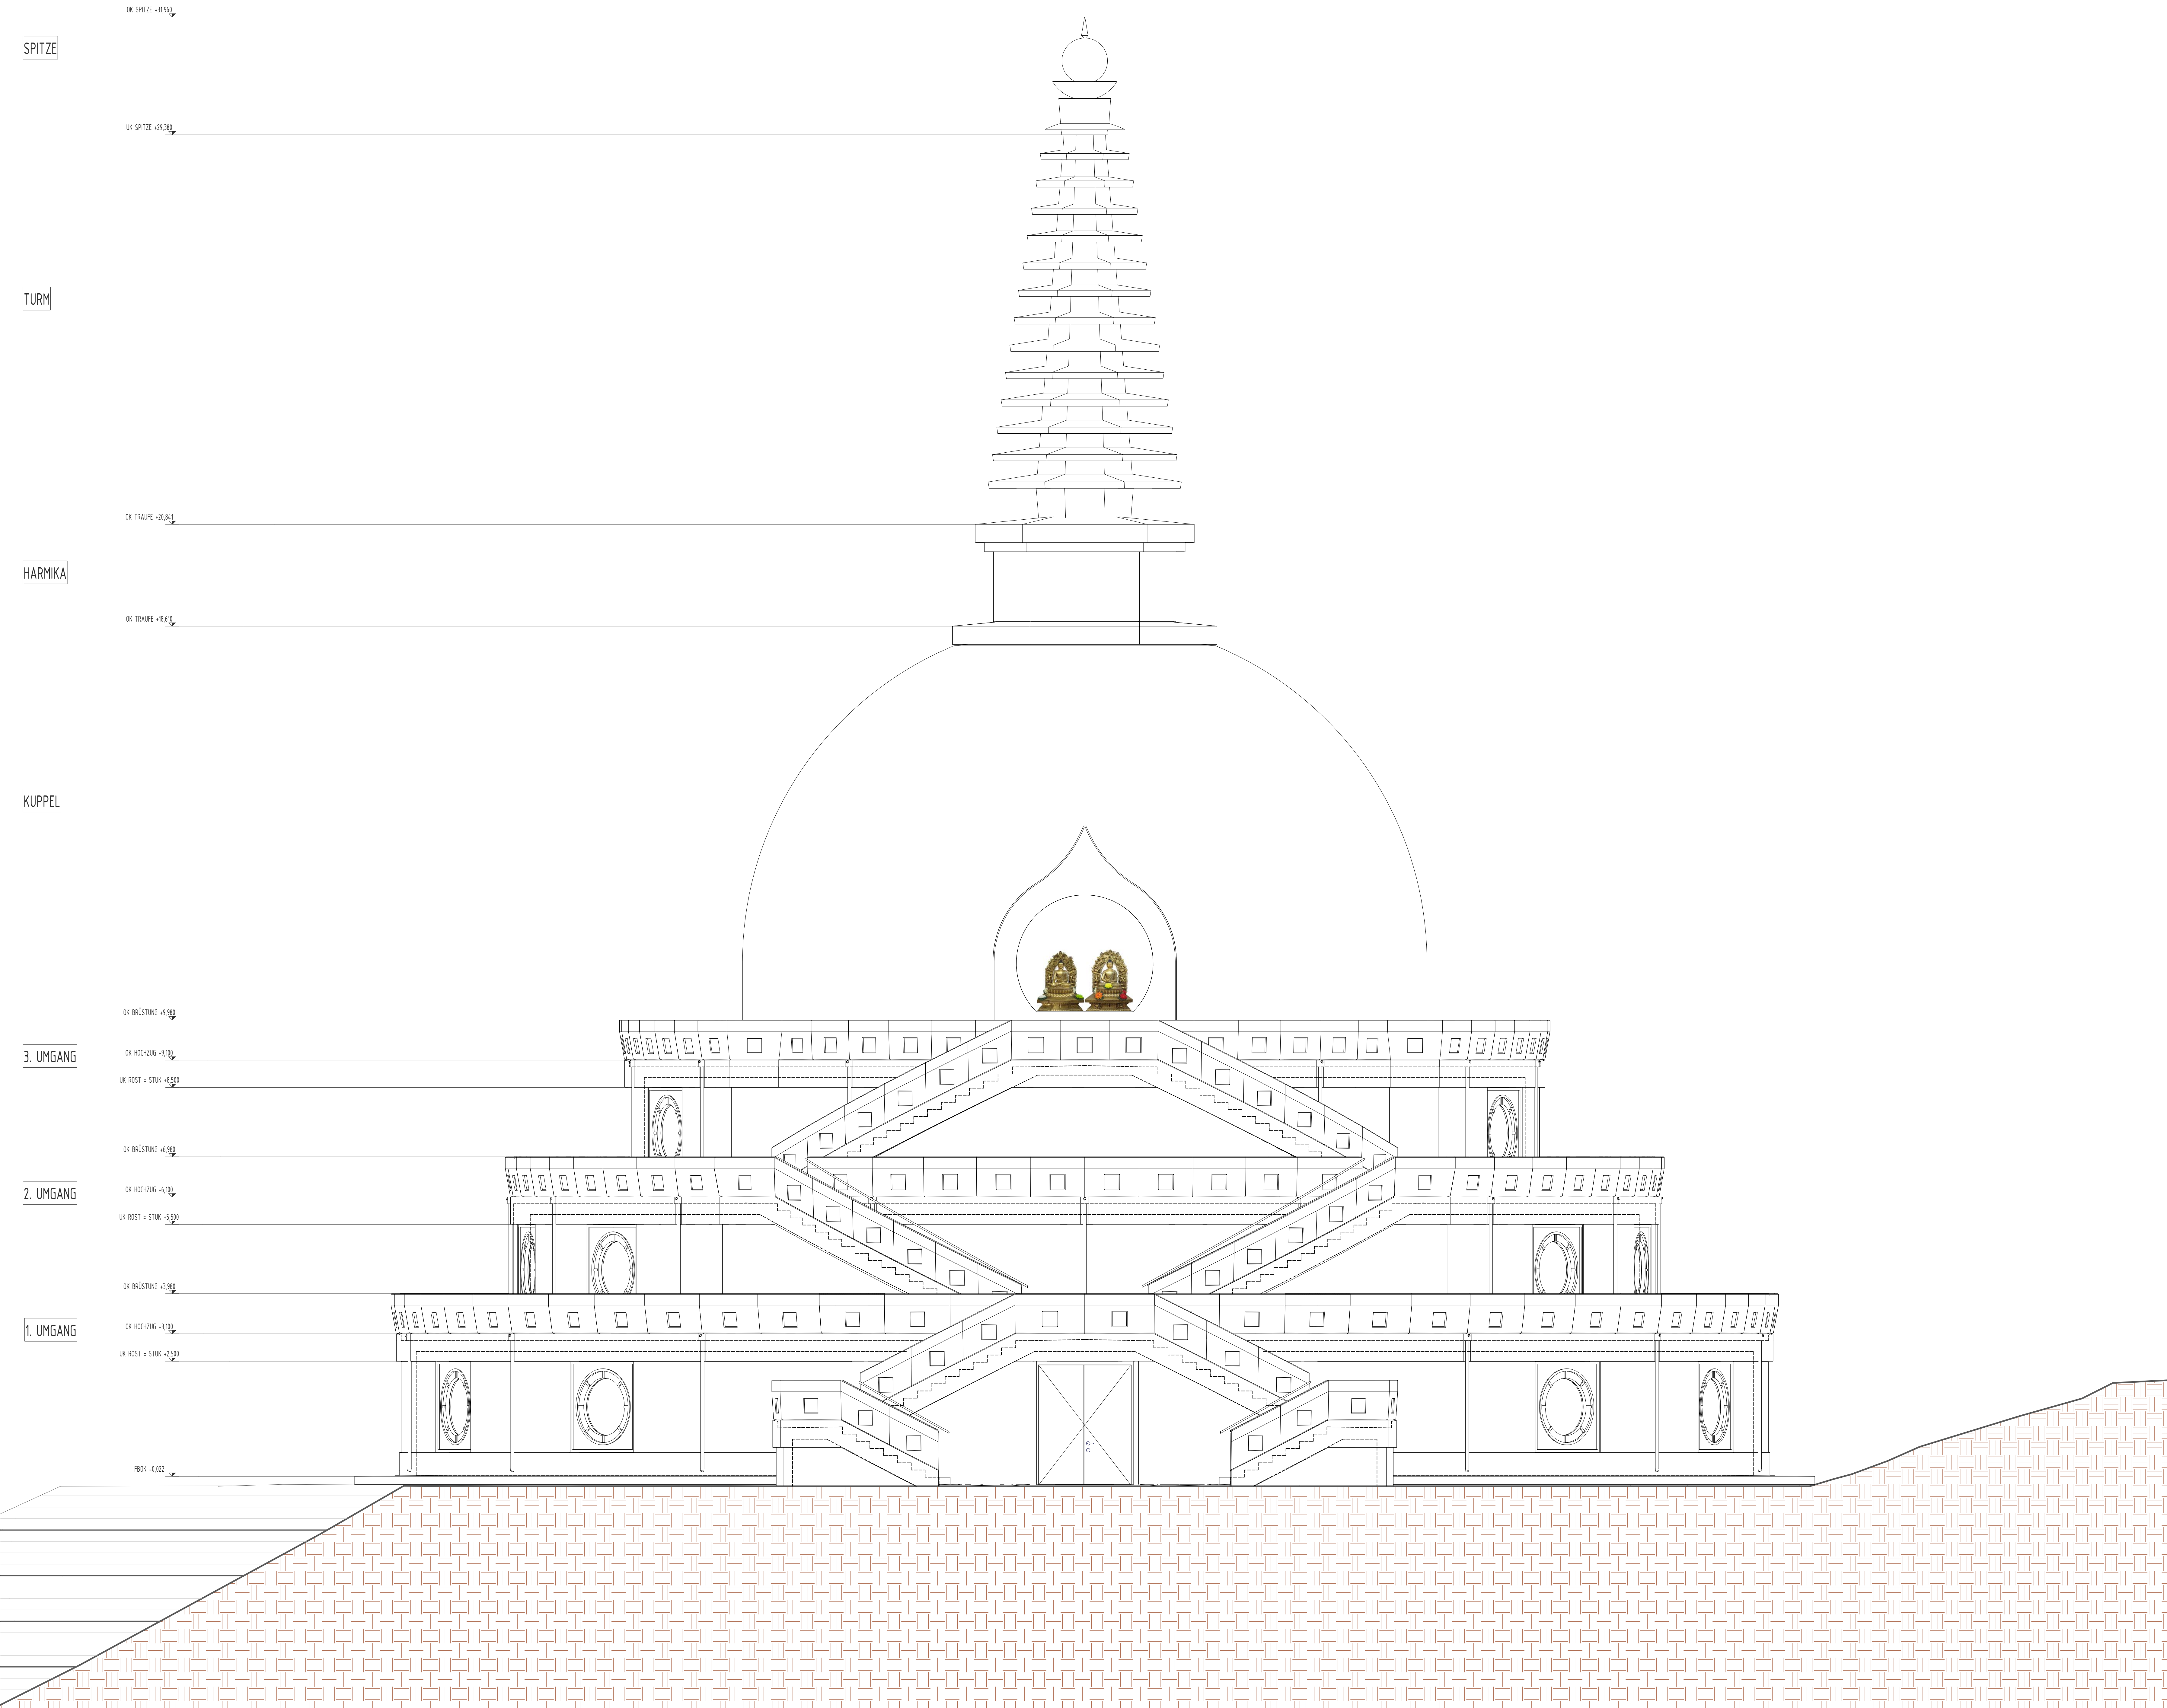 OK SPITZE +31,960
SPITZE
UK SPITZE +29,380
TURM
OK TRAUFE +20,841
HARMIKA
OK TRAUFE +18,610
KUPPEL
OK BRÜSTUNG +9,980
3. UMGANG
OK HOCHZUG +9,100
UK ROST = STUK +8,500
OK BRÜSTUNG +6,980
2. UMGANG
OK HOCHZUG +6,100
UK ROST = STUK +5,500
OK BRÜSTUNG +3,980
1. UMGANG
OK HOCHZUG +3,100
UK ROST = STUK +2,500
FBOK -0,022